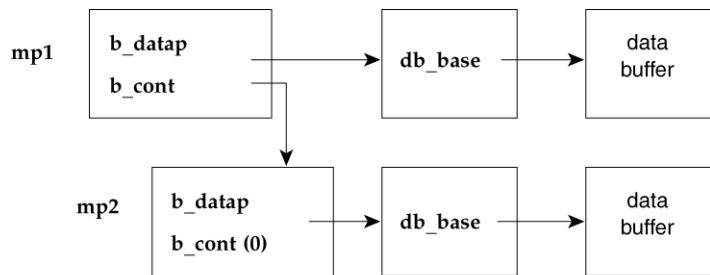 mp1
b_datap
b_cont
db_base
data
buffer
mp2
b_datap
b_cont (0)
db_base
data
buffer